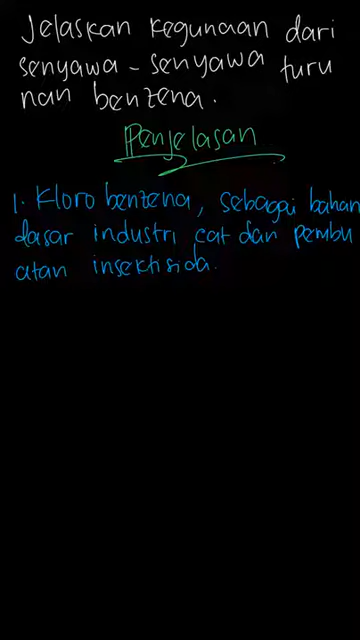 Jelaskan kegunaan dari
senyawa - senyawa turu
nan benzena.
Penjelasan
1. Kloro benzena, sebagai bahan
dasar industri cat dan pembu
atan insektisida.